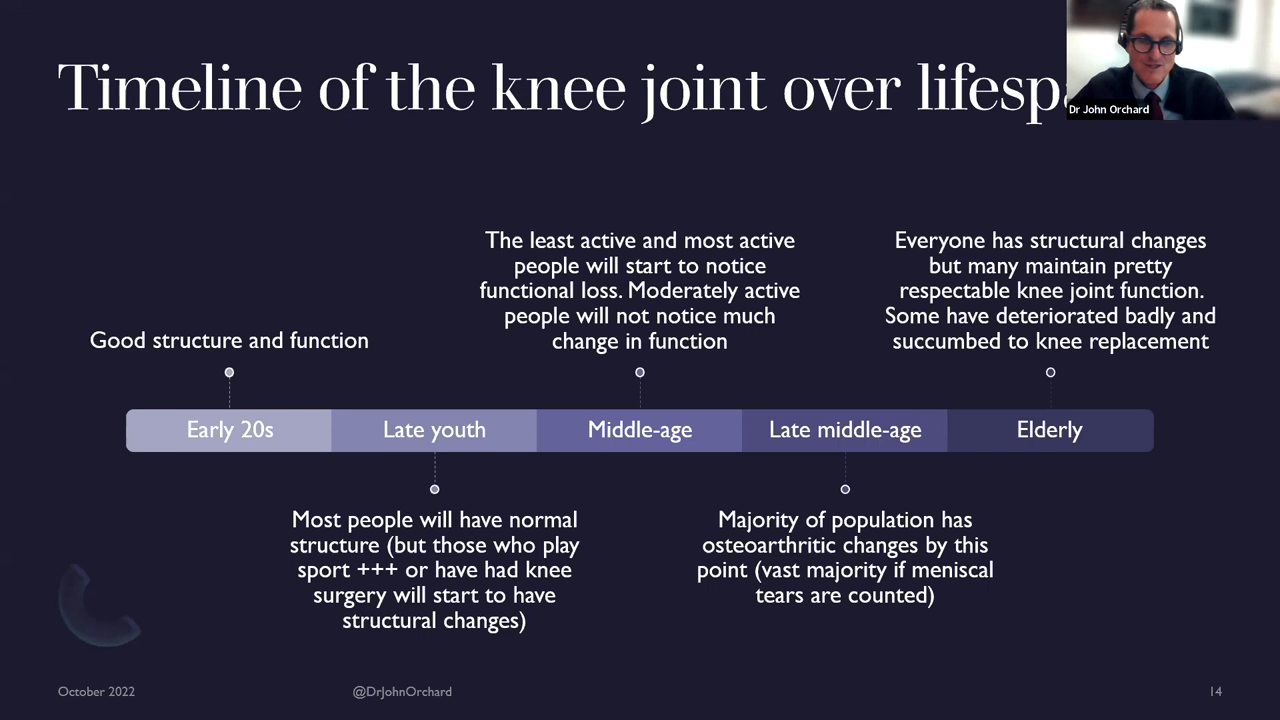 Timeline of the knee joint over lifesp
Dr John Orchard
The least active and most active
people will start to notice
functional loss. Moderately active
people will not notice much
change in function
Everyone has structural changes
but many maintain pretty
respectable knee joint function.
Some have deteriorated badly and
succumbed to knee replacement
Good structure and function
Early 20s
Late youth
Middle-age
Late middle-age
Elderly
Most people will have normal
structure (but those who play
sport +++ or have had knee
surgery will start to have
structural changes)
Majority of population has
osteoarthritic changes by this
point (vast majority if meniscal
tears are counted)
October 2022
@DrJohnOrchard
14